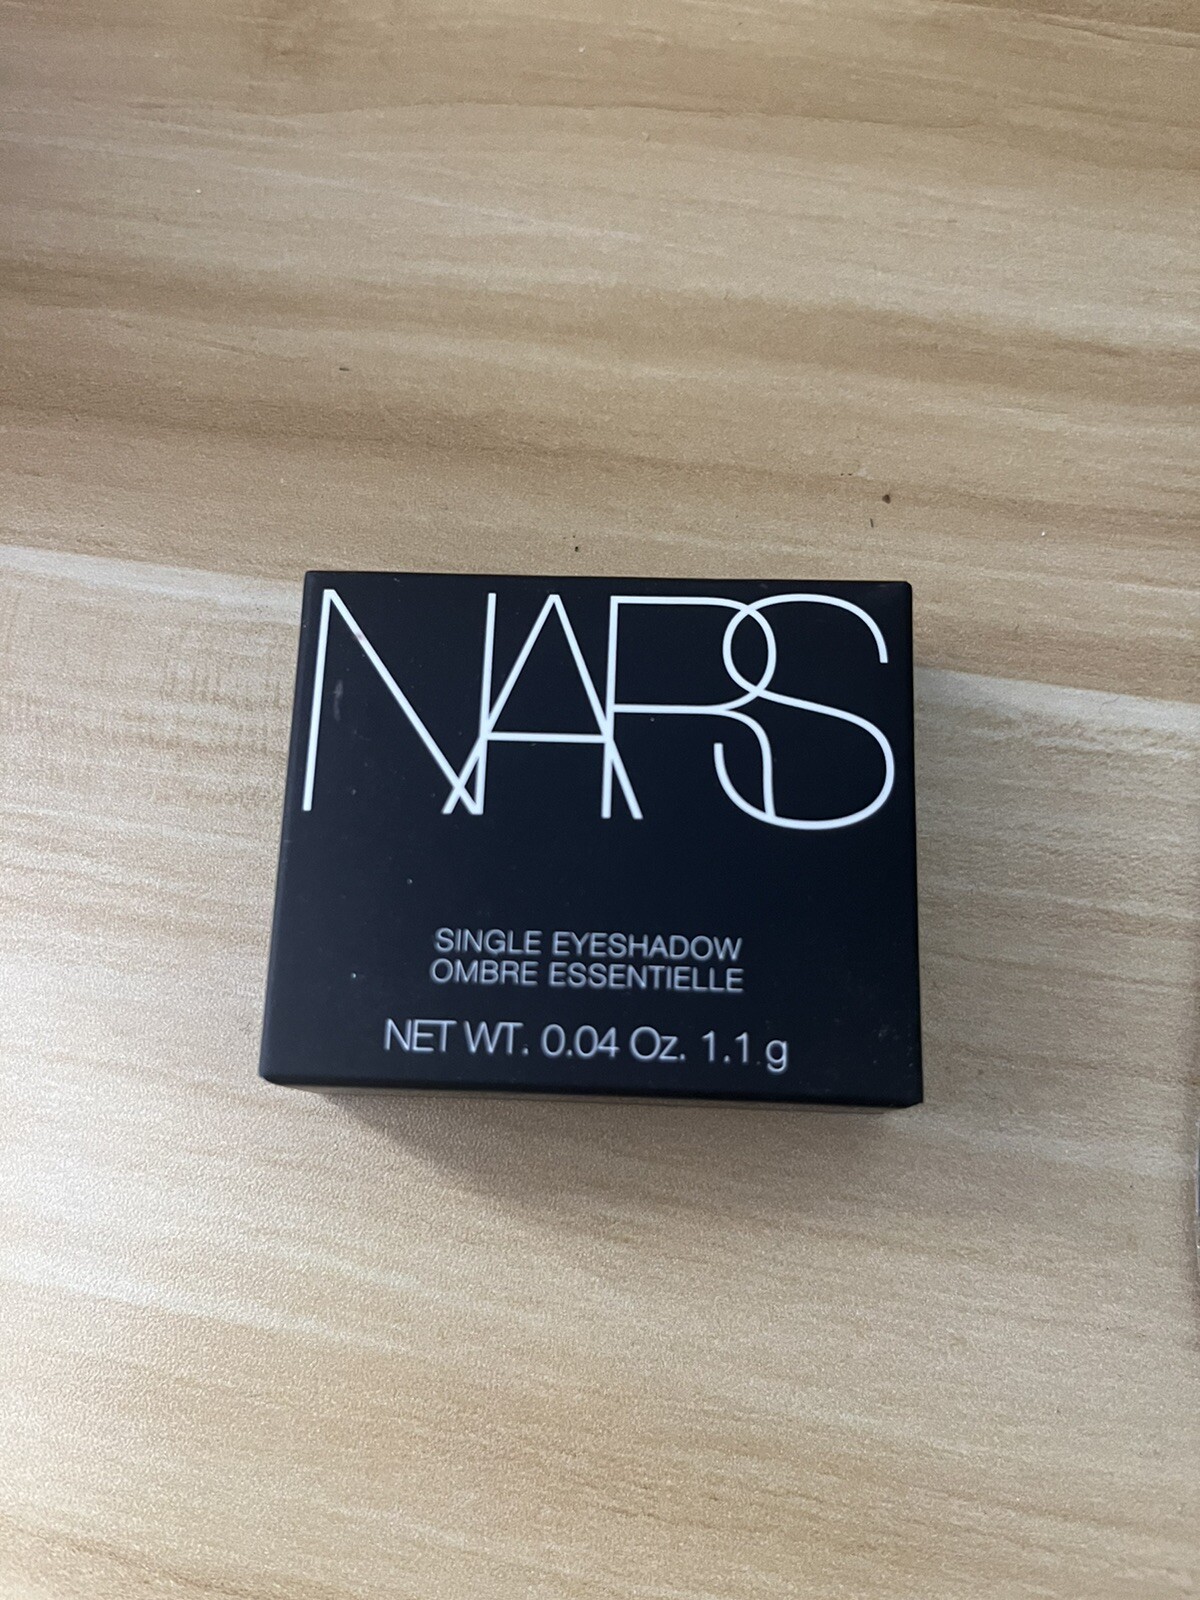 NARS
SINGLE EYESHADOW
OMBRE ESSENTIELLE
NET WT. 0.04 Oz. 1.1 g